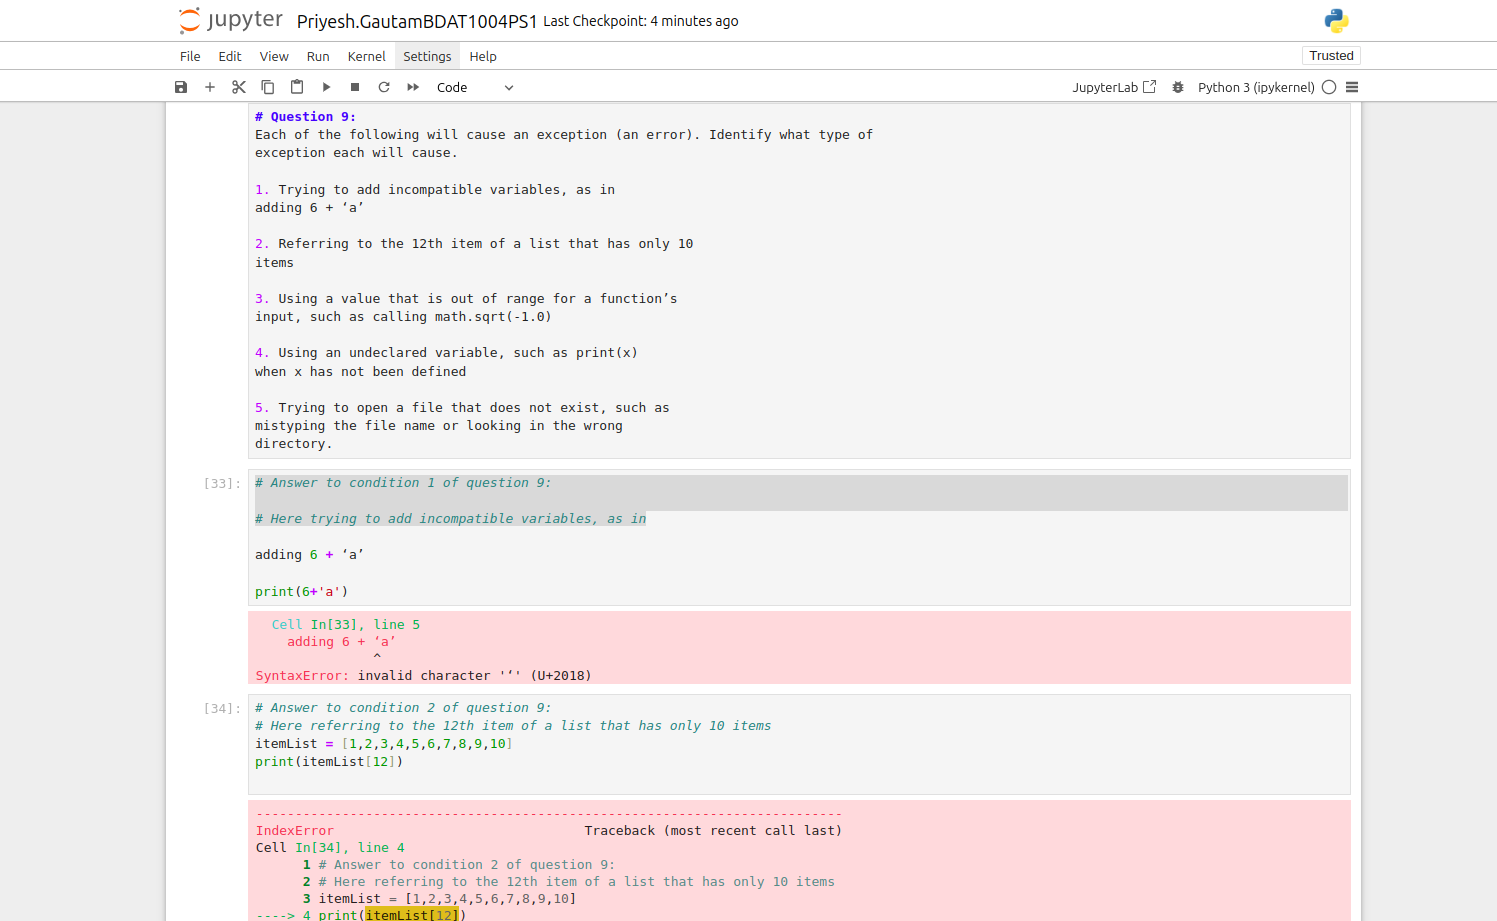 jupyter Priyesh.GautamBDAT1004PS1 Last Checkpoint: 4 minutes ago
File Edit View Run Kernel Settings Help Trusted
Code JupyterLab Python 3 (ipykernel)
# Question 9:
Each of the following will cause an exception (an error). Identify what type of
exception each will cause.
1. Trying to add incompatible variables, as in
adding 6 + ‘a’
2. Referring to the 12th item of a list that has only 10
items
3. Using a value that is out of range for a function’s
input, such as calling math.sqrt(-1.0)
4. Using an undeclared variable, such as print(x)
when x has not been defined
5. Trying to open a file that does not exist, such as
mistyping the file name or looking in the wrong
directory.
[33]: # Answer to condition 1 of question 9:
# Here trying to add incompatible variables, as in
adding 6 + ‘a’
print(6+'a')
Cell In[33], line 5
adding 6 + ‘a’
^
SyntaxError: invalid character '‘' (U+2018)
[34]: # Answer to condition 2 of question 9:
# Here referring to the 12th item of a list that has only 10 items
itemList = [1,2,3,4,5,6,7,8,9,10]
print(itemList[12])
---------------------------------------------------------------------------
IndexError Traceback (most recent call last)
Cell In[34], line 4
1 # Answer to condition 2 of question 9:
2 # Here referring to the 12th item of a list that has only 10 items
3 itemList = [1,2,3,4,5,6,7,8,9,10]
----> 4 print(itemList[12])